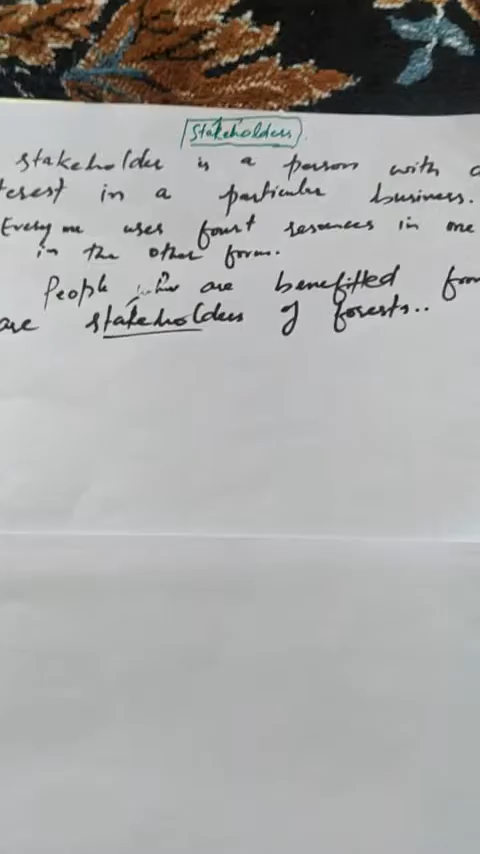 Stakeholders
stakeholder is a person with a
terest in a particular business.
Every one uses forest resources in one
in the other form.
People who are benefitted from
are stakeholders of forests..